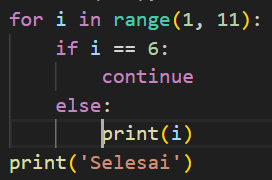 for i in range(1, 11):
    if i == 6:
        continue
    else:
        print(i)
print('Selesai')